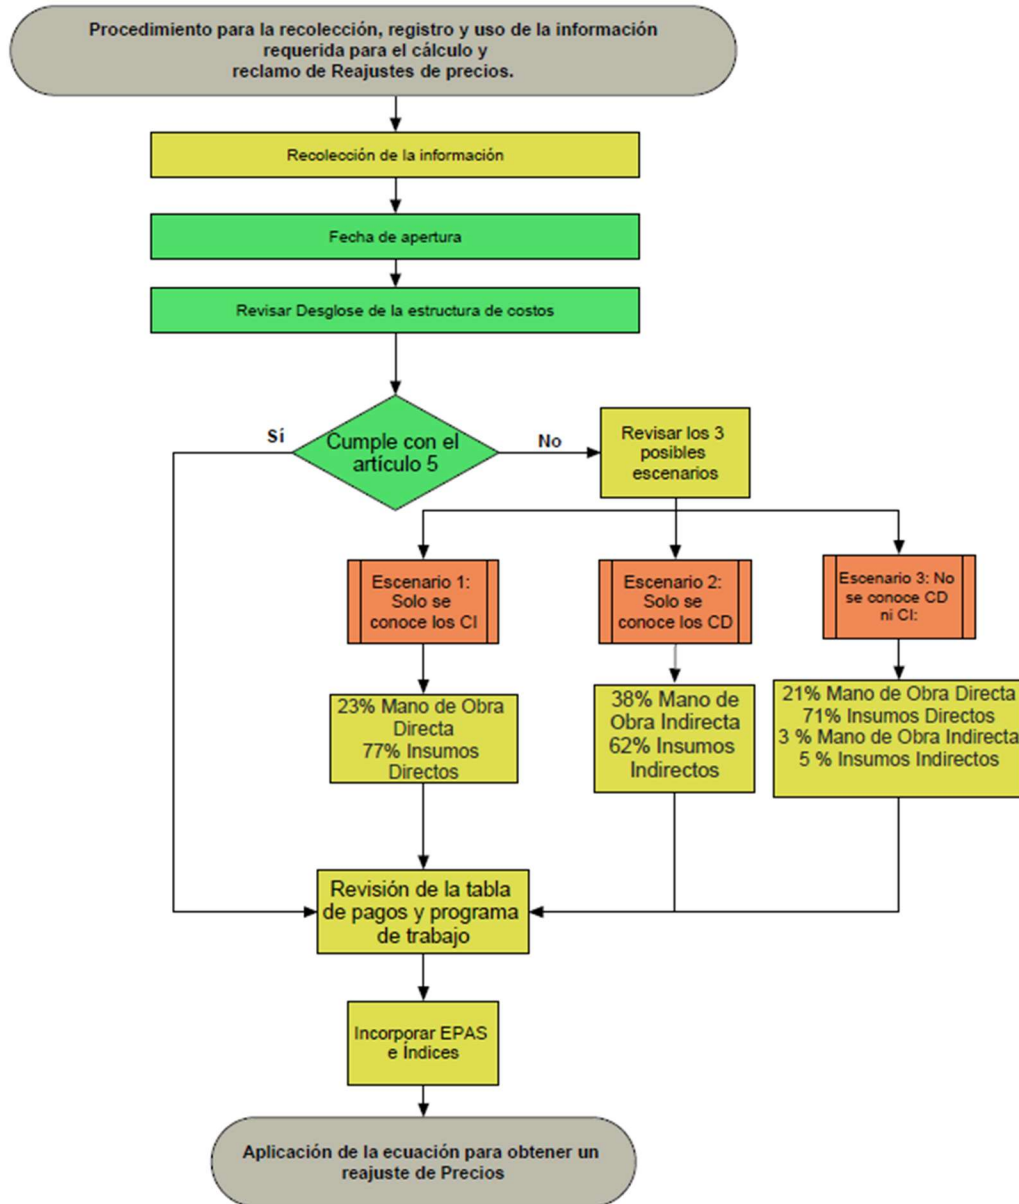 Procedimiento para la recolección, registro y uso de la información
requerida para el cálculo y
reclamo de Reajustes de precios.
Recolección de la información
Fecha de apertura
Revisar Desglose de la estructura de costos
Sí
Cumple con el
artículo 5
No
Revisar los 3
posibles
escenarios
Escenario 1:
Solo se
conoce los CI
Escenario 2:
Solo se
conoce los CD
Escenario 3: No
se conoce CD
ni CI:
23% Mano de Obra
Directa
77% Insumos
Directos
38% Mano de
Obra Indirecta
62% Insumos
Indirectos
21% Mano de Obra Directa
71% Insumos Directos
3 % Mano de Obra Indirecta
5 % Insumos Indirectos
Revisión de la tabla
de pagos y programa
de trabajo
Incorporar EPAS
e Índices
Aplicación de la ecuación para obtener un
reajuste de Precios